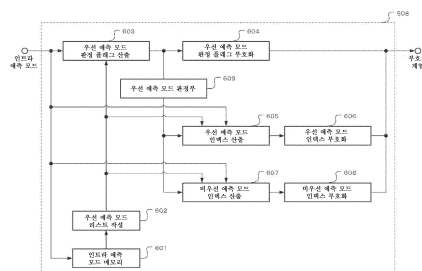 508
603
604
우선 예측 모드
판정 플래그 산출
우선 예측 모드
판정 플래그 부호화
인트라
예측 모드
부호
계열
609
우선 예측 모드 판정부
605
606
우선 예측 모드
인덱스 산출
우선 예측 모드
인덱스 부호화
607
608
비우선 예측 모드
인덱스 산출
비우선 예측 모드
인덱스 부호화
602
우선 예측 모드
리스트 작성
601
인트라 예측
모드 메모리